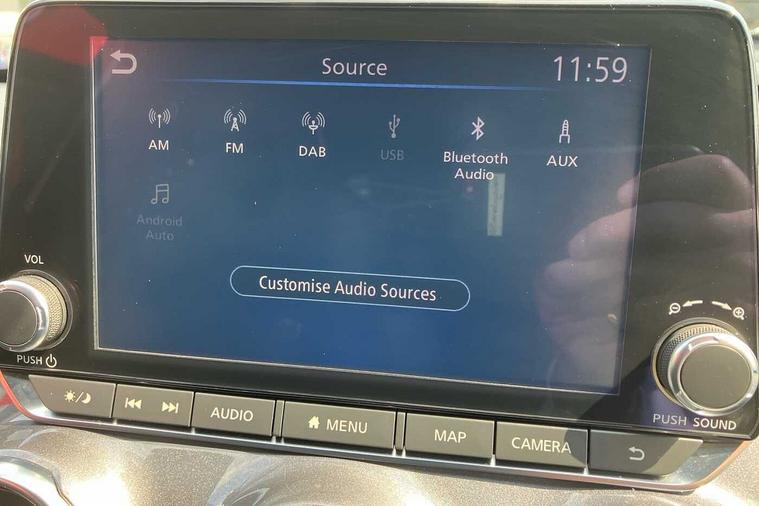 Source
11:59
AM
FM
DAB
USB
Bluetooth
Audio
AUX
Android
Auto
Customise Audio Sources
VOL
PUSH
PUSH SOUND
AUDIO
MENU
MAP
CAMERA